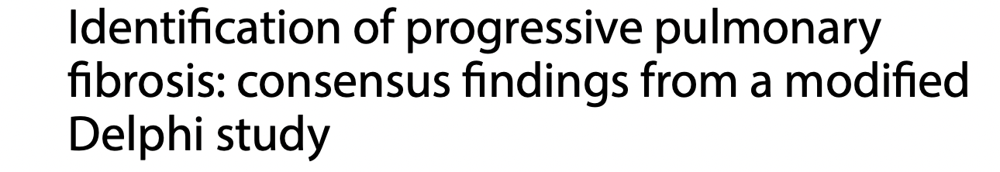 Identification of progressive pulmonary
fibrosis: consensus findings from a modified
Delphi study